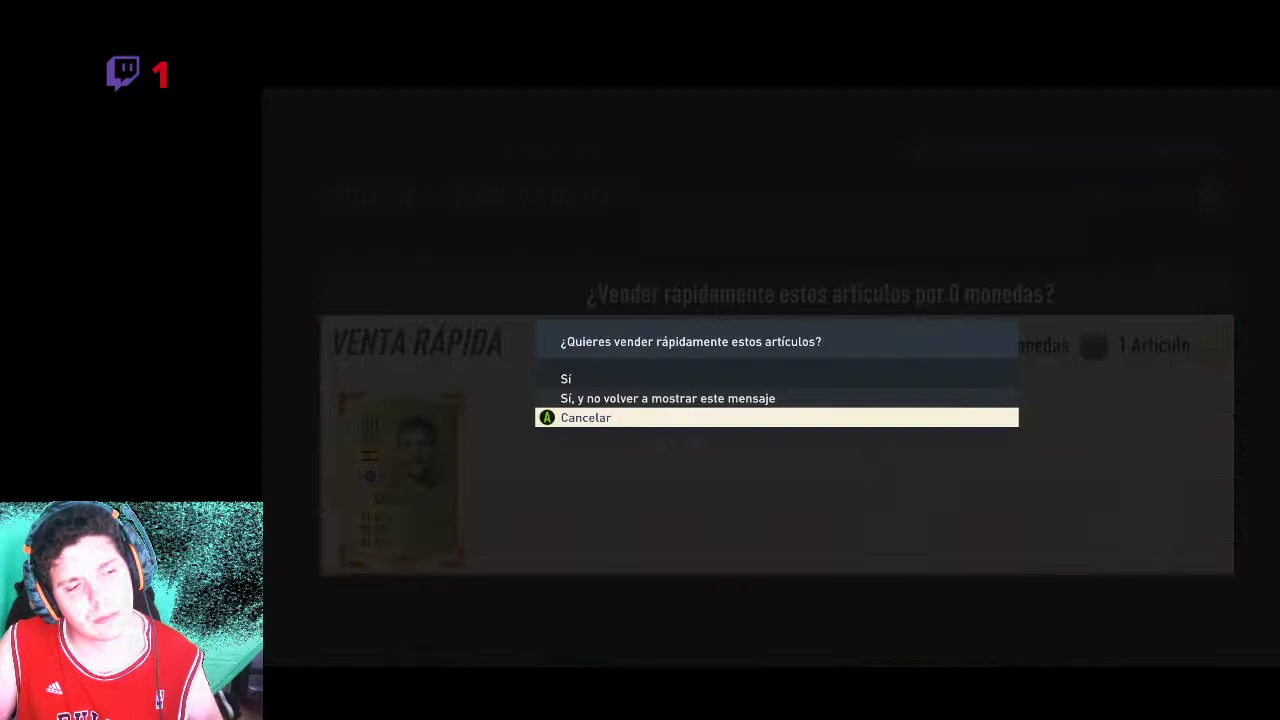 1
¿Vender rápidamente estos artículos por 0 monedas?
VENTA RÁPIDA
1 Artículo
¿Quieres vender rápidamente estos artículos?
Sí
Sí, y no volver a mostrar este mensaje
A Cancelar